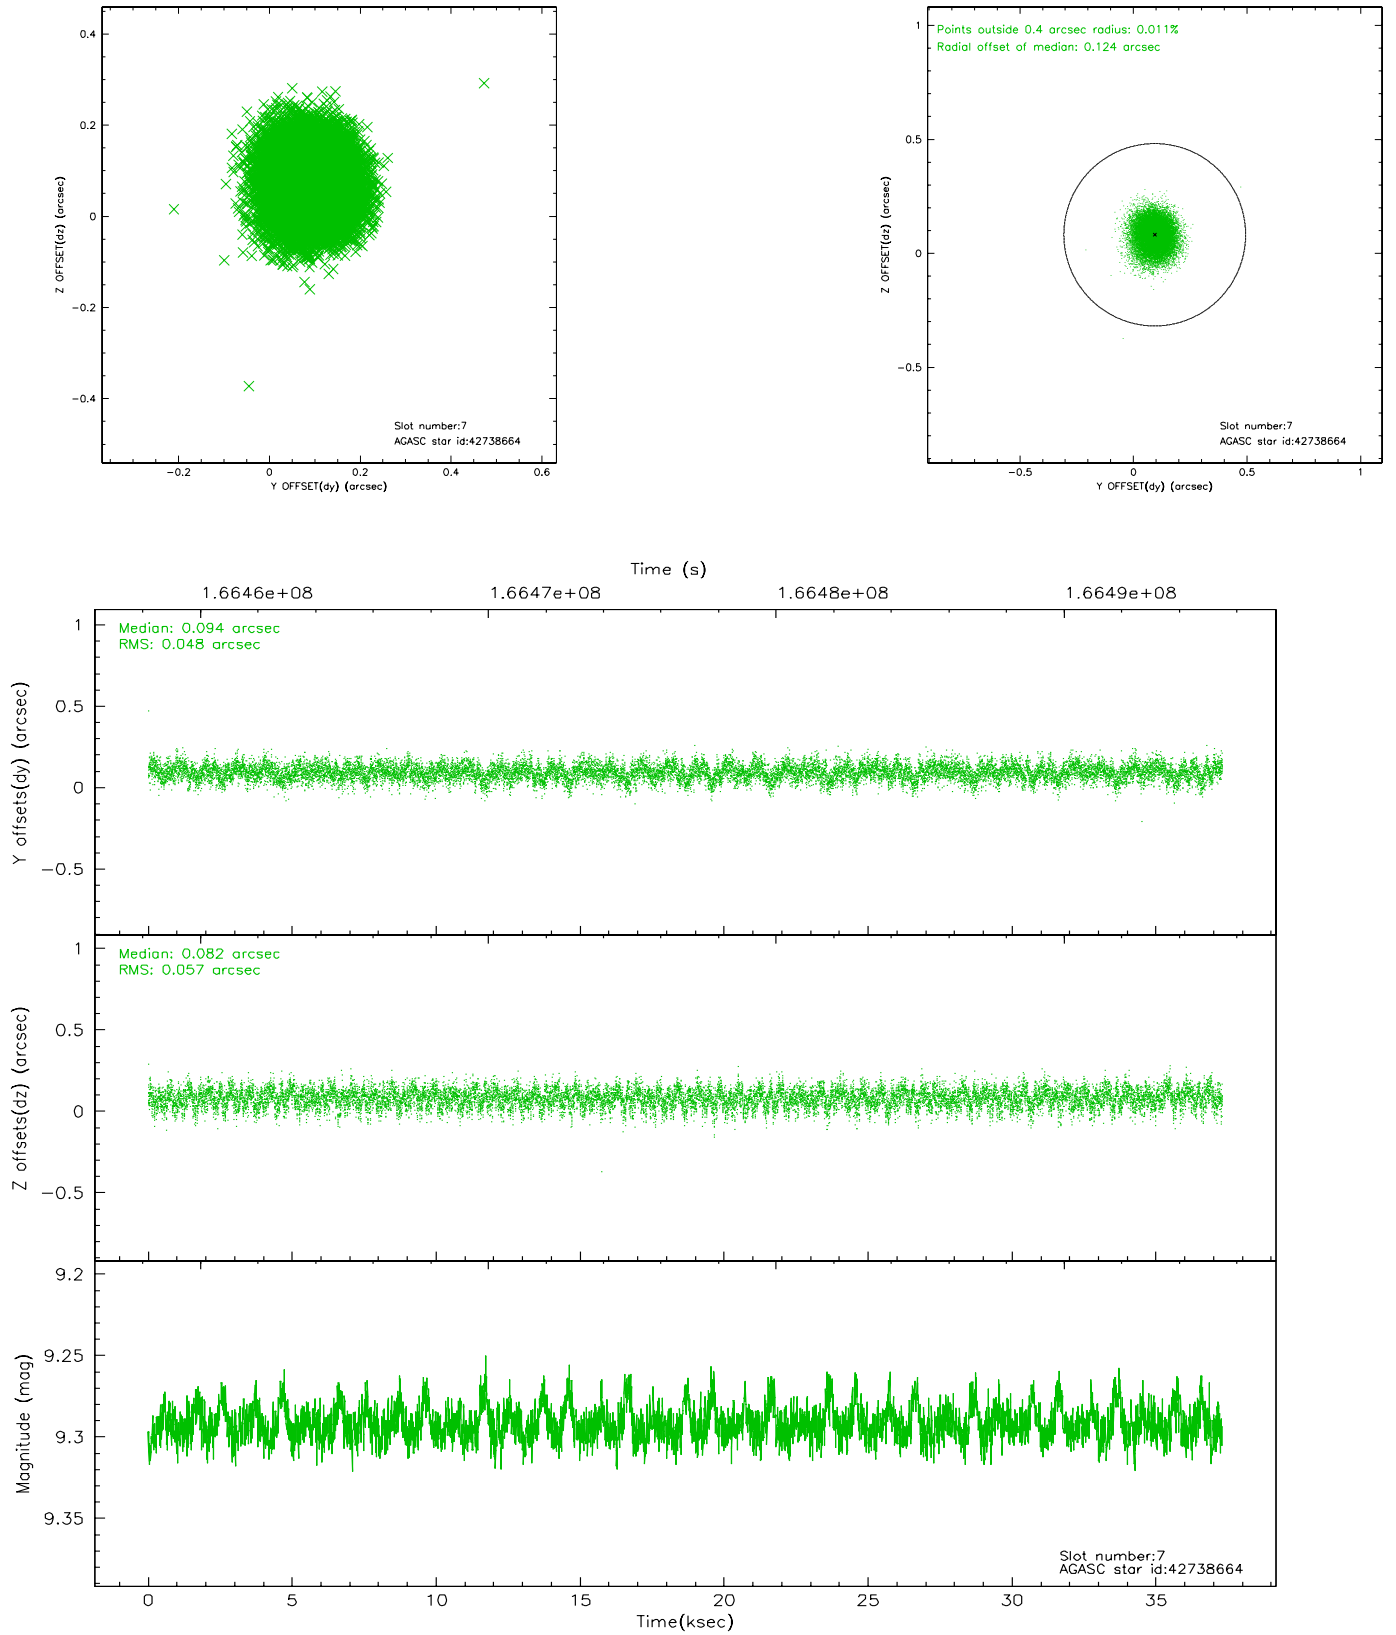 0.4
0.2
0
−0.2
−0.4
Z OFFSET(dz) (arcsec)
Slot number:7
AGASC star id:42738664
−0.2 0 0.2 0.4 0.6
Y OFFSET(dy) (arcsec)
Points outside 0.4 arcsec radius: 0.011%
Radial offset of median: 0.124 arcsec
1
0.5
0
−0.5
Z OFFSET(dz) (arcsec)
Slot number:7
AGASC star id:42738664
−0.5 0 0.5 1
Y OFFSET(dy) (arcsec)
Time (s)
1.6646e+08 1.6647e+08 1.6648e+08 1.6649e+08
Median: 0.094 arcsec
RMS: 0.048 arcsec
1
0.5
0
−0.5
Y offsets(dy) (arcsec)
Median: 0.082 arcsec
RMS: 0.057 arcsec
1
0.5
0
−0.5
Z offsets(dz) (arcsec)
9.2
9.25
9.3
9.35
Magnitude (mag)
Slot number:7
AGASC star id:42738664
0 5 10 15 20 25 30 35
Time(ksec)